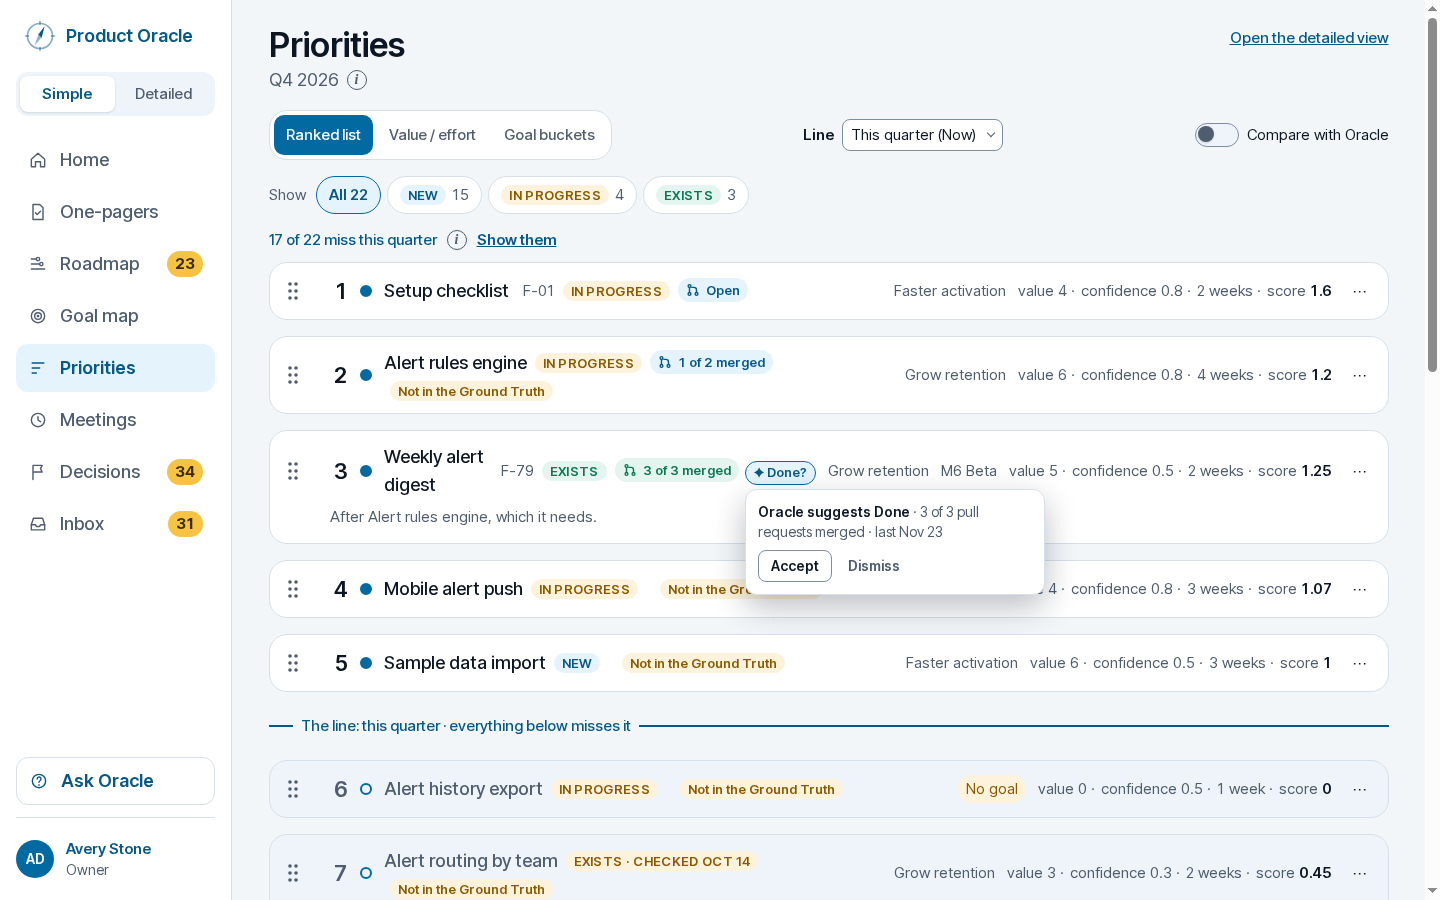 Product Oracle
Simple
Detailed
Home
One-pagers
Roadmap 23
Goal map
Priorities
Meetings
Decisions 34
Inbox 31
Ask Oracle
AD
Avery Stone
Owner
Priorities
Open the detailed view
Q4 2026 i
Ranked list
Value / effort
Goal buckets
Line This quarter (Now)
Compare with Oracle
Show All 22 NEW 15 IN PROGRESS 4 EXISTS 3
17 of 22 miss this quarter i Show them
1 Setup checklist F-01 IN PROGRESS Open Faster activation value 4 · confidence 0.8 · 2 weeks · score 1.6 ···
2 Alert rules engine IN PROGRESS 1 of 2 merged
Not in the Ground Truth
Grow retention value 6 · confidence 0.8 · 4 weeks · score 1.2 ···
3 Weekly alert digest F-79 EXISTS 3 of 3 merged ✦ Done? Grow retention M6 Beta value 5 · confidence 0.5 · 2 weeks · score 1.25 ···
After Alert rules engine, which it needs.
Oracle suggests Done · 3 of 3 pull
requests merged · last Nov 23
Accept Dismiss
4 Mobile alert push IN PROGRESS Not in the Gro 4 · confidence 0.8 · 3 weeks · score 1.07 ···
5 Sample data import NEW Not in the Ground Truth Faster activation value 6 · confidence 0.5 · 3 weeks · score 1 ···
The line: this quarter · everything below misses it
6 Alert history export IN PROGRESS Not in the Ground Truth No goal value 0 · confidence 0.5 · 1 week · score 0 ···
7 Alert routing by team EXISTS · CHECKED OCT 14
Not in the Ground Truth
Grow retention value 3 · confidence 0.3 · 2 weeks · score 0.45 ···